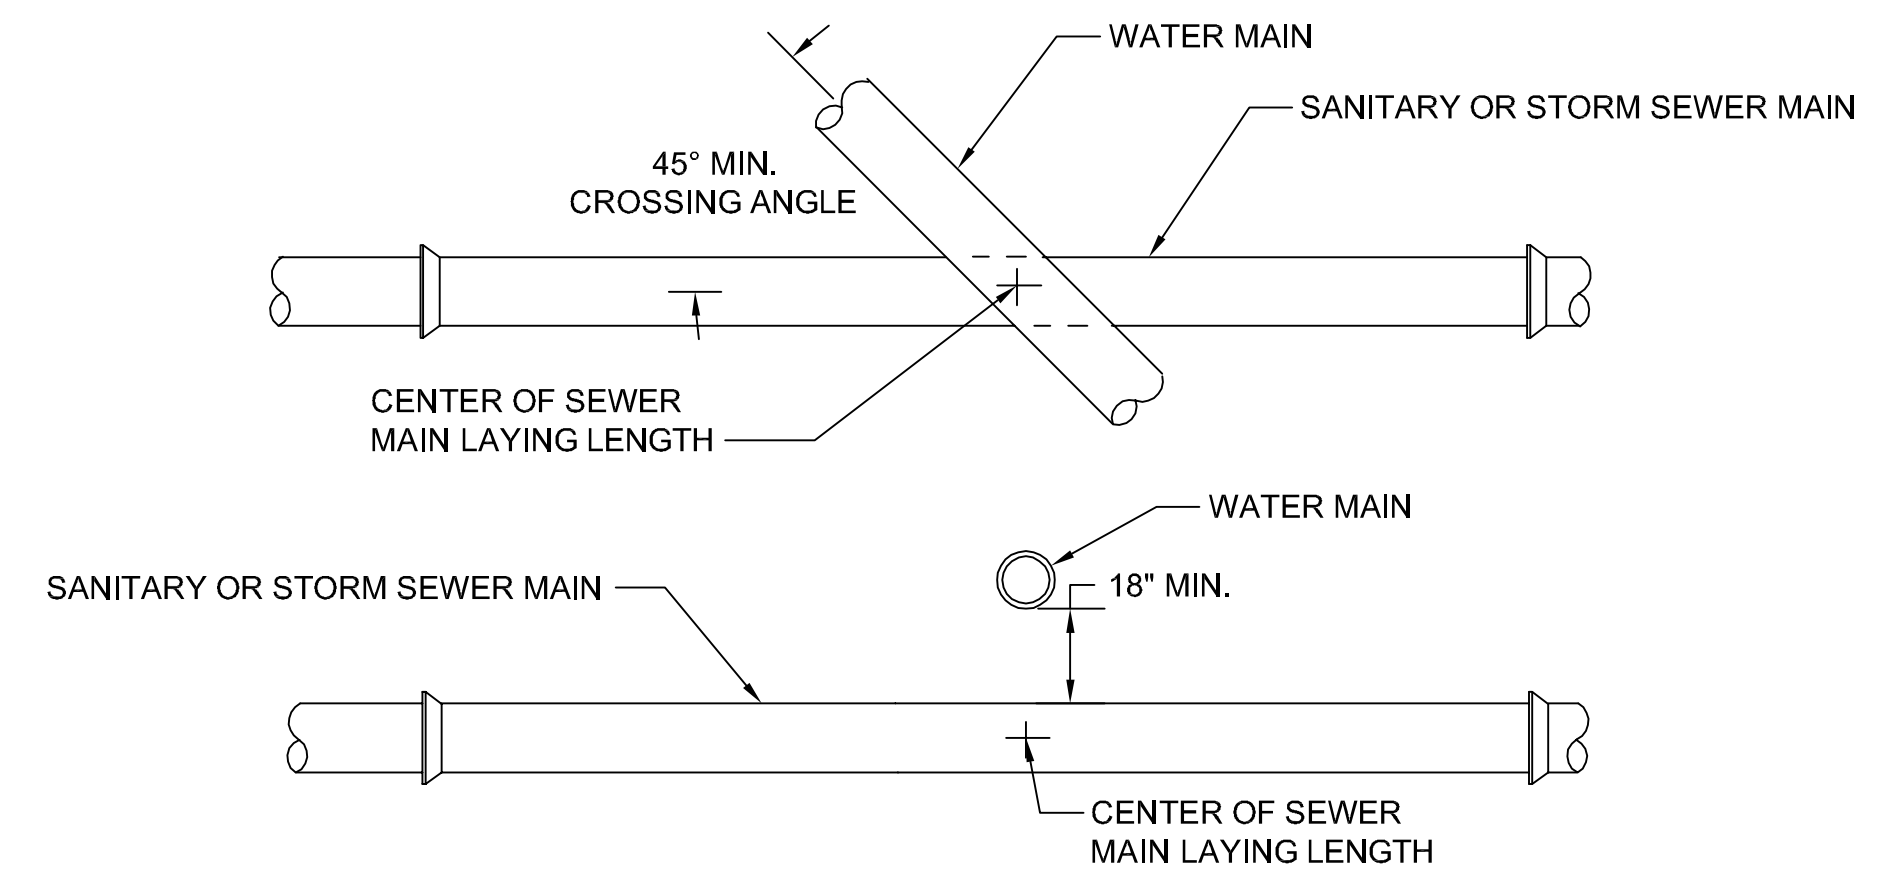 WATER MAIN
SANITARY OR STORM SEWER MAIN
45° MIN.
CROSSING ANGLE
CENTER OF SEWER
MAIN LAYING LENGTH
WATER MAIN
18" MIN.
SANITARY OR STORM SEWER MAIN
CENTER OF SEWER
MAIN LAYING LENGTH